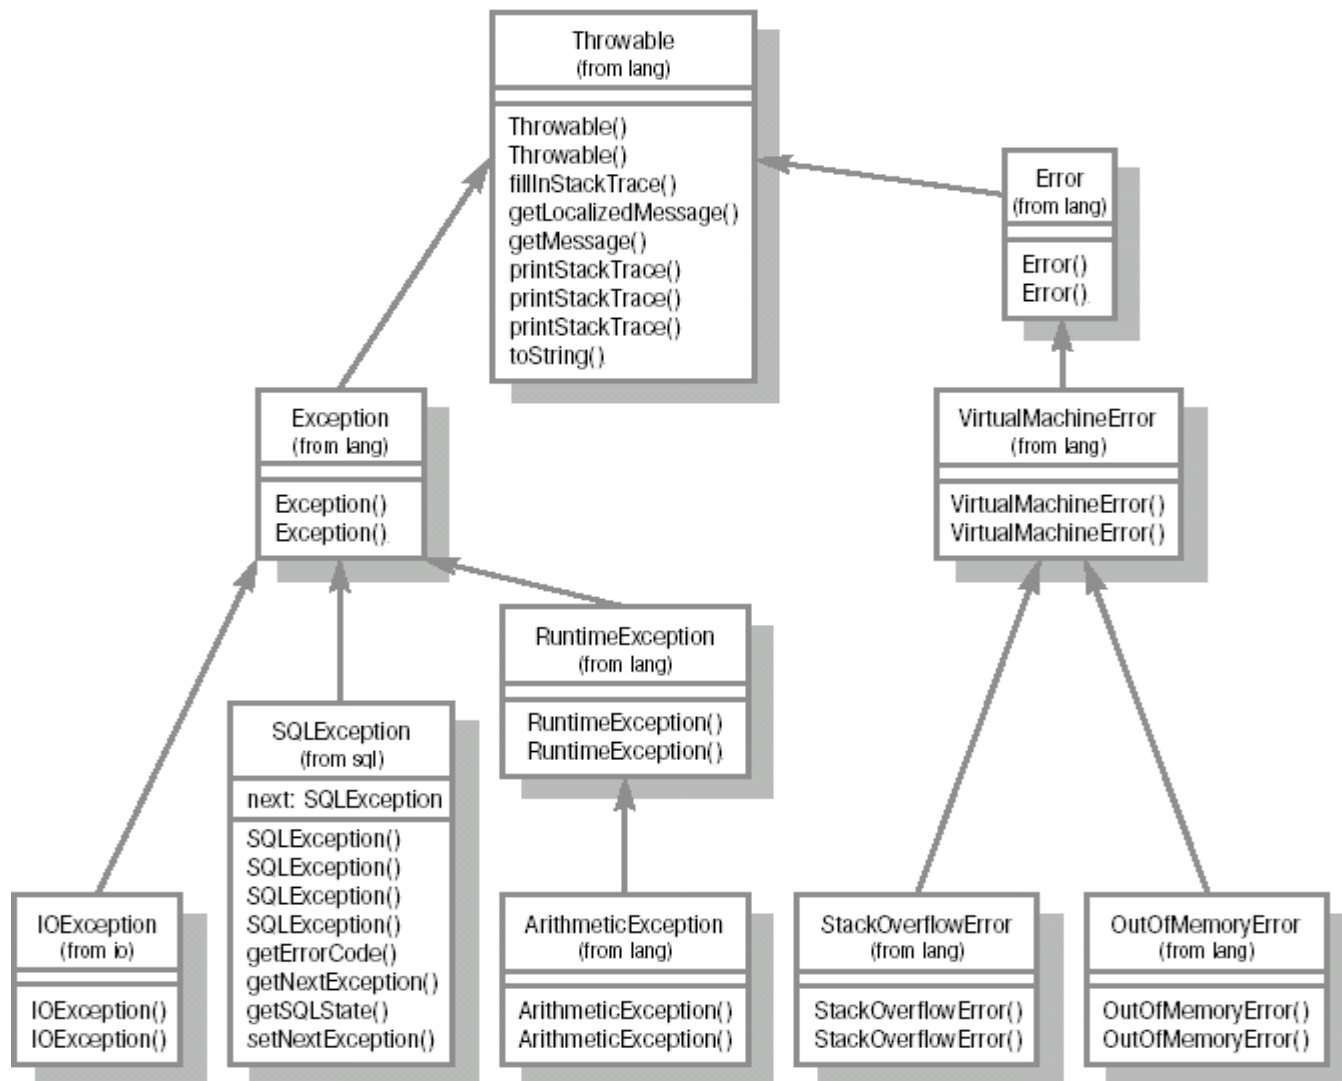 Throwable
(from lang)
Throwable()
Throwable()
fillInStackTrace()
getLocalizedMessage()
getMessage()
printStackTrace()
printStackTrace()
printStackTrace()
toString()
Error
(from lang)
Error()
Error()
Exception
(from lang)
Exception()
Exception()
VirtualMachineError
(from lang)
VirtualMachineError()
VirtualMachineError()
RuntimeException
(from lang)
RuntimeException()
RuntimeException()
SQLException
(from sql)
next: SQLException
SQLException()
SQLException()
SQLException()
SQLException()
getErrorCode()
getNextException()
getSQLState()
setNextException()
IOException
(from io)
IOException()
IOException()
ArithmeticException
(from lang)
ArithmeticException()
ArithmeticException()
StackOverflowError
(from lang)
StackOverflowError()
StackOverflowError()
OutOfMemoryError
(from lang)
OutOfMemoryError()
OutOfMemoryError()